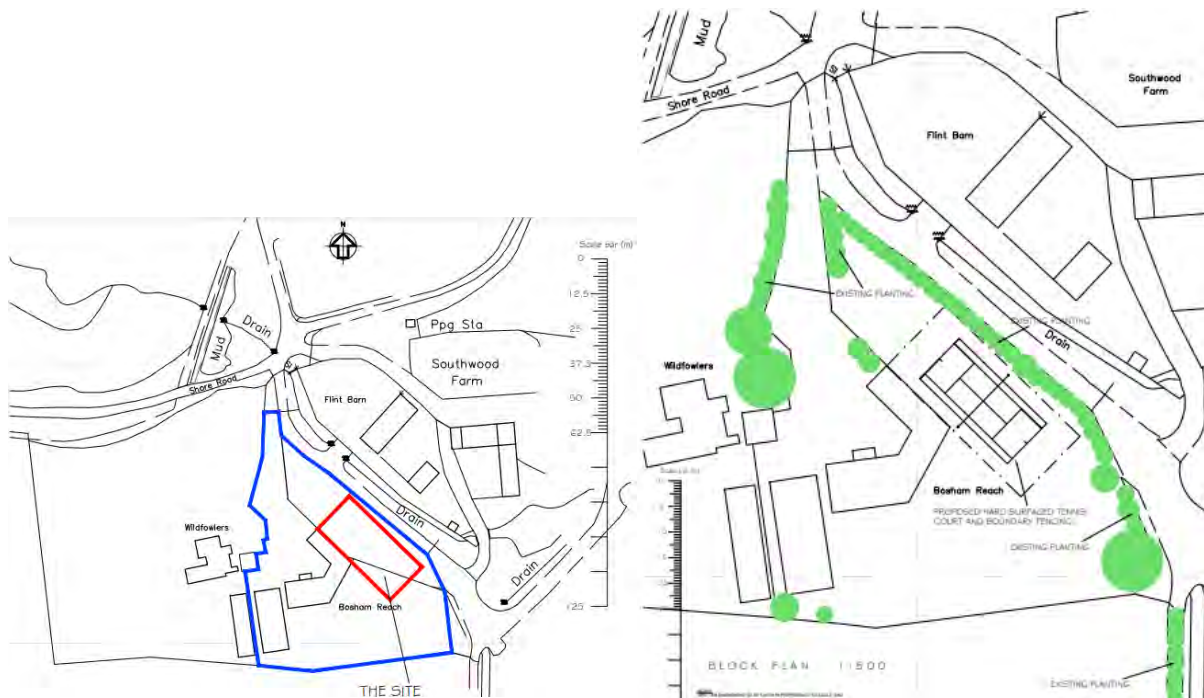 N
Scale Bar (m)
0
12.5
25
37.5
50
62.5
125
Mud
Drain
Shore Road
Ppg Sta
Southwood
Farm
Flint Barn
Drain
Wildfowlers
Drain
Bosham Reach
THE SITE
Mud
Shore Road
Southwood
Farm
Flint Barn
EXISTING PLANTING
EXISTING PLANTING
Drain
Wildfowlers
Bosham Reach
PROPOSED HARD SURFACED TENNIS
COURT AND BOUNDARY FENCING
EXISTING PLANTING
BLOCK PLAN 1:500
EXISTING PLANTING